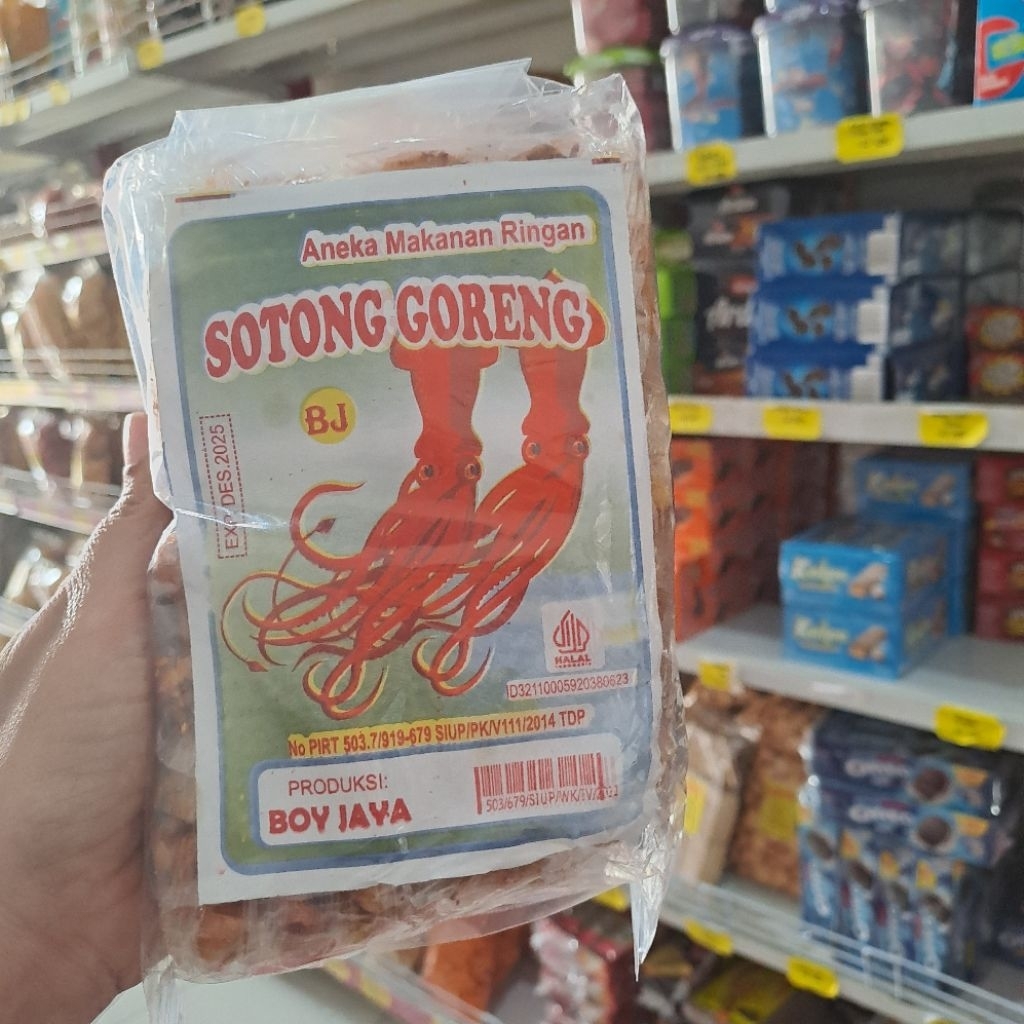 Aneka Makanan Ringan
SOTONG GORENG
BJ
EXP: DES.2025
HALAL
ID32110005920380623
No PIRT 503.7/919-679 SIUP/PK/V111/2014 TDP
PRODUKSI:
BOY JAYA